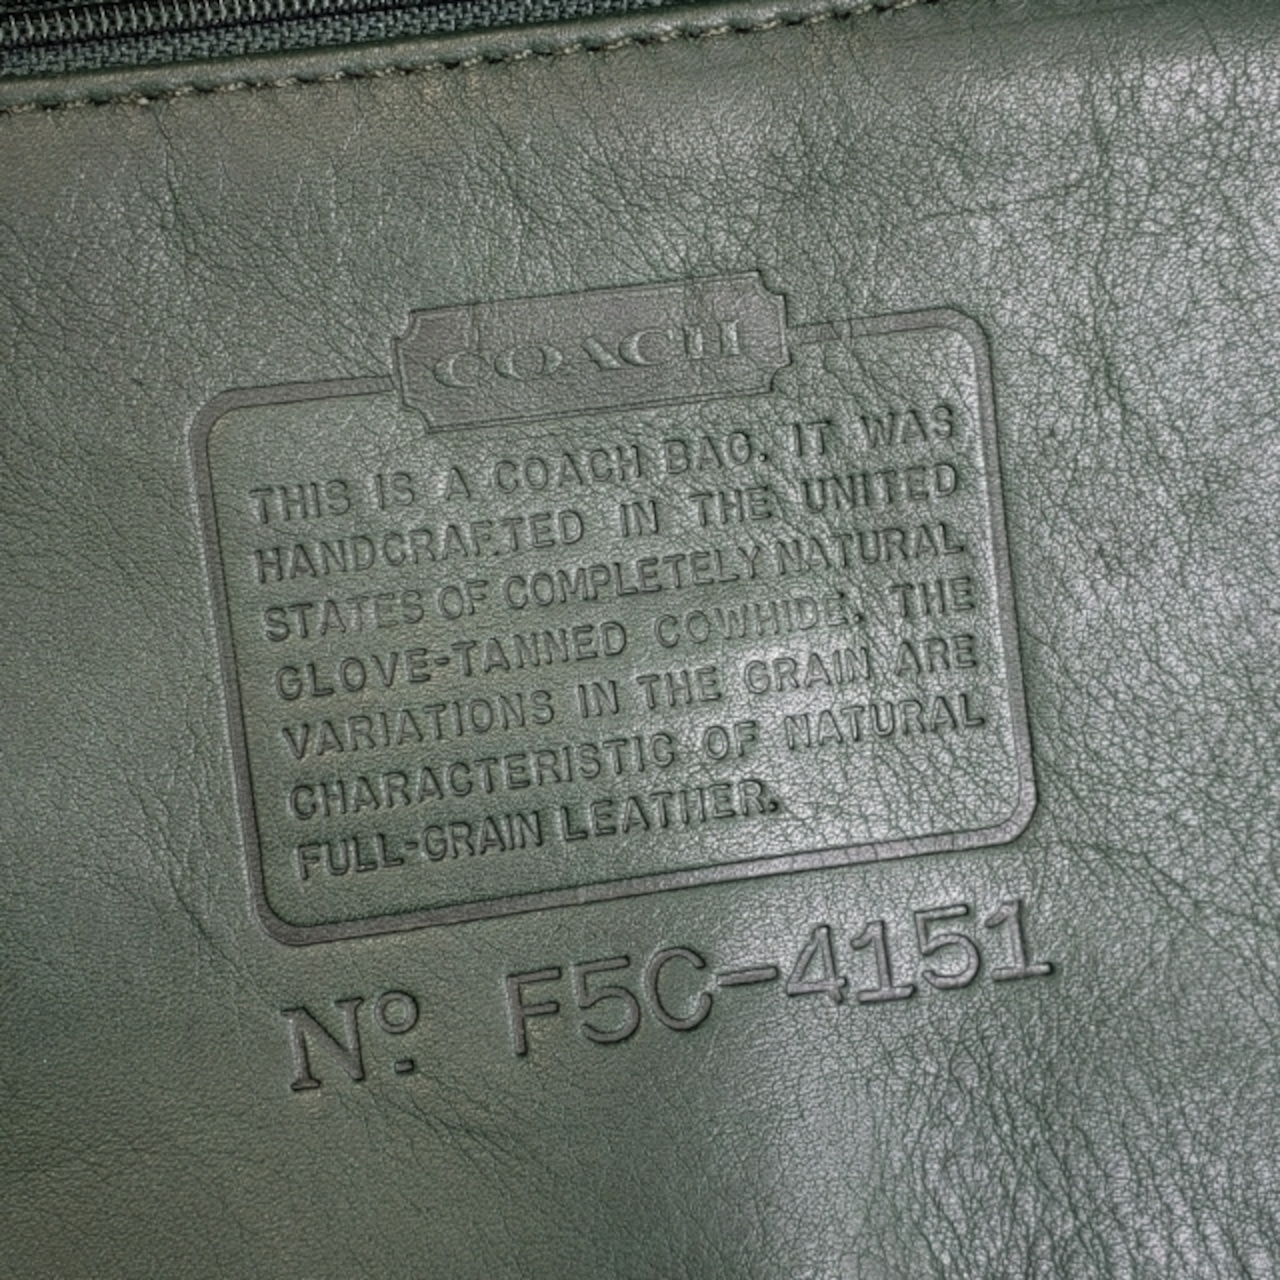 COACH
THIS IS A COACH BAG. IT WAS
HANDCRAFTED IN THE UNITED
STATES OF COMPLETELY NATURAL
GLOVE-TANNED COWHIDE. THE
VARIATIONS IN THE GRAIN ARE
CHARACTERISTIC OF NATURAL
FULL-GRAIN LEATHER.
Nº F5C-4151